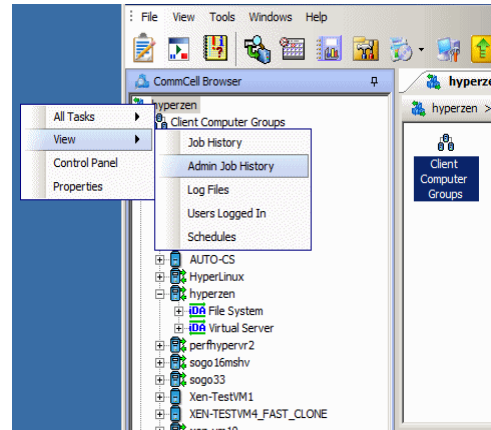 File View Tools Windows Help
CommCell Browser
hyperzen
hyperzen >
Client Computer Groups
Client
Computer
Groups
All Tasks
View
Control Panel
Properties
Job History
Admin Job History
Log Files
Users Logged In
Schedules
AUTO-CS
HyperLinux
hyperzen
iDA File System
iDA Virtual Server
perfhypervr2
sogo16mshv
sogo33
Xen-TestVM1
XEN-TESTVM4_FAST_CLONE